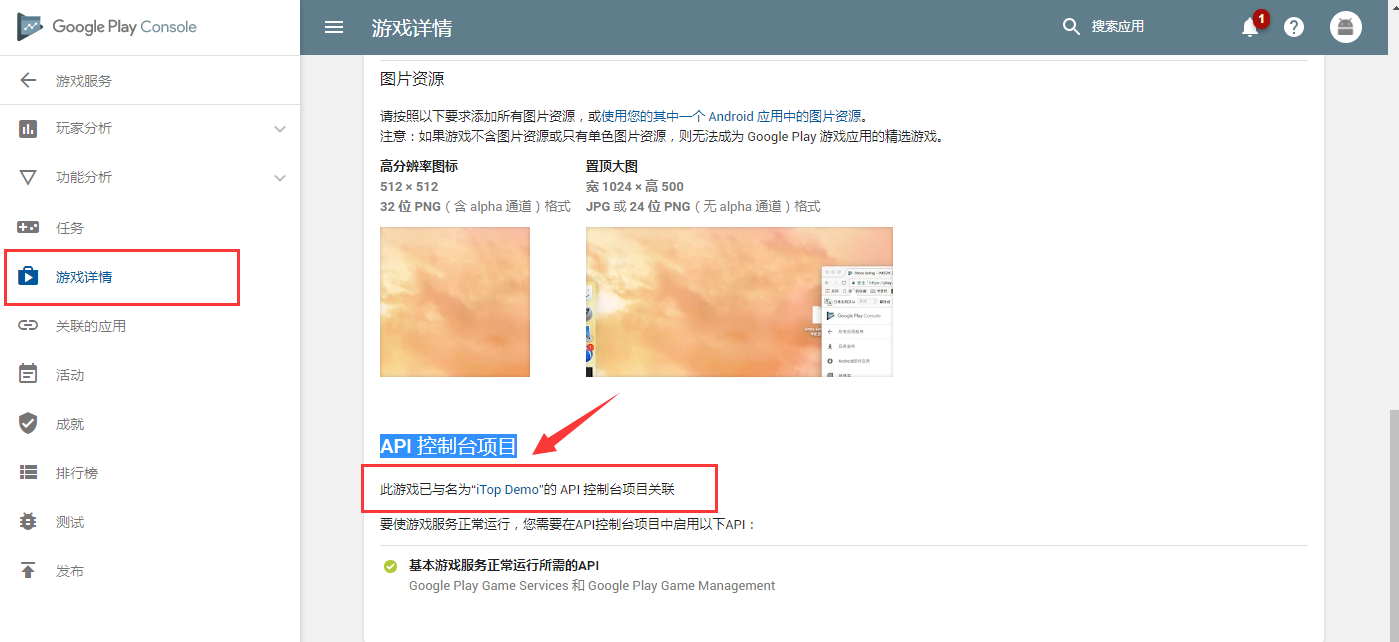 Google Play Console
游戏详情
搜索应用
1
游戏服务
玩家分析
功能分析
任务
游戏详情
关联的应用
活动
成就
排行榜
测试
发布
图片资源
请按照以下要求添加所有图片资源，或使用您的其中一个 Android 应用中的图片资源。
注意：如果游戏不含图片资源或只有单色图片资源，则无法成为 Google Play 游戏应用的精选游戏。
高分辨率图标
512 × 512
32 位 PNG（含 alpha 通道）格式
置顶大图
宽 1024 × 高 500
JPG 或 24 位 PNG（无 alpha 通道）格式
Google Play Console
API 控制台项目
此游戏已与名为“iTop Demo”的 API 控制台项目关联
要使游戏服务正常运行，您需要在API控制台项目中启用以下API：
基本游戏服务正常运行所需的API
Google Play Game Services 和 Google Play Game Management